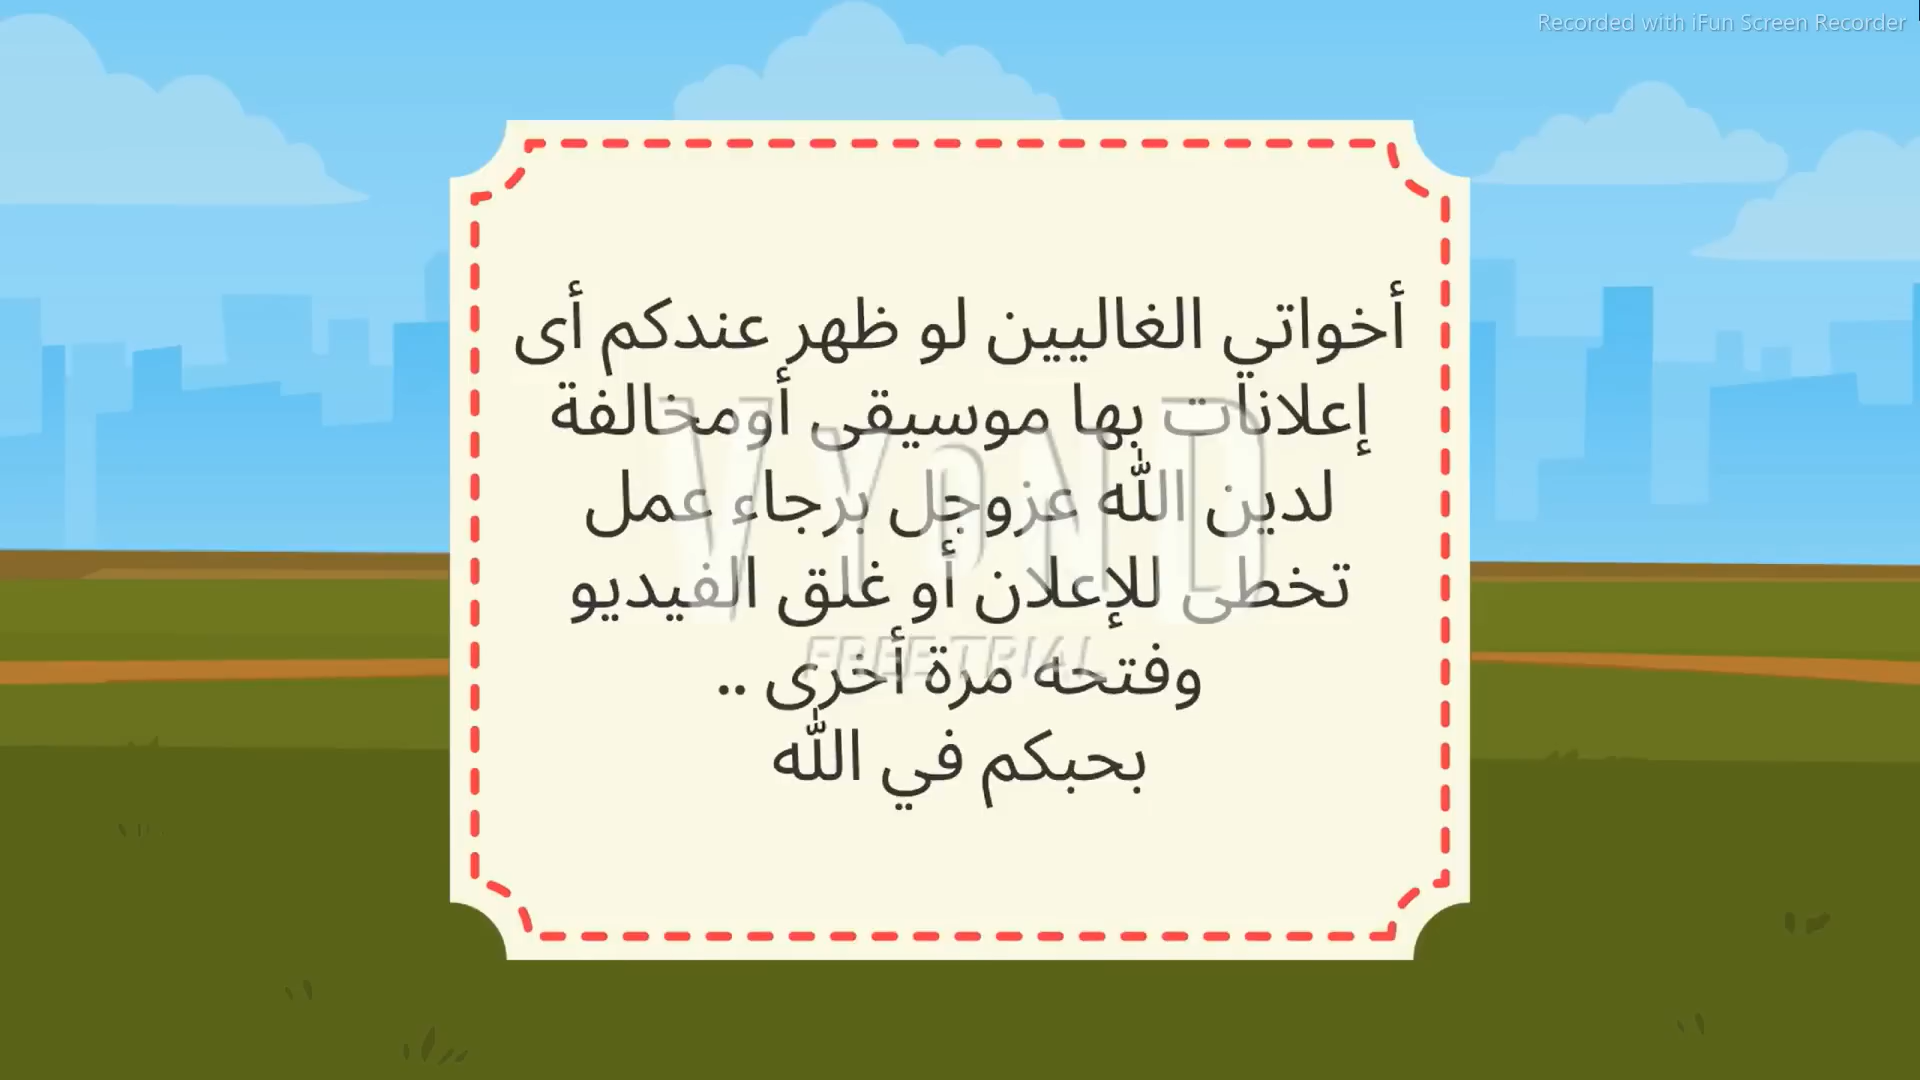 Recorded with iFun Screen Recorder
أخواتي الغاليين لو ظهر عندكم أى
إعلانات بها موسيقى أومخالفة
لدين الله عزوجل برجاء عمل
تخطى للإعلان أو غلق الفيديو
وفتحه مرة أخرى ..
بحبكم في الله
VYOND
FREE TRIAL